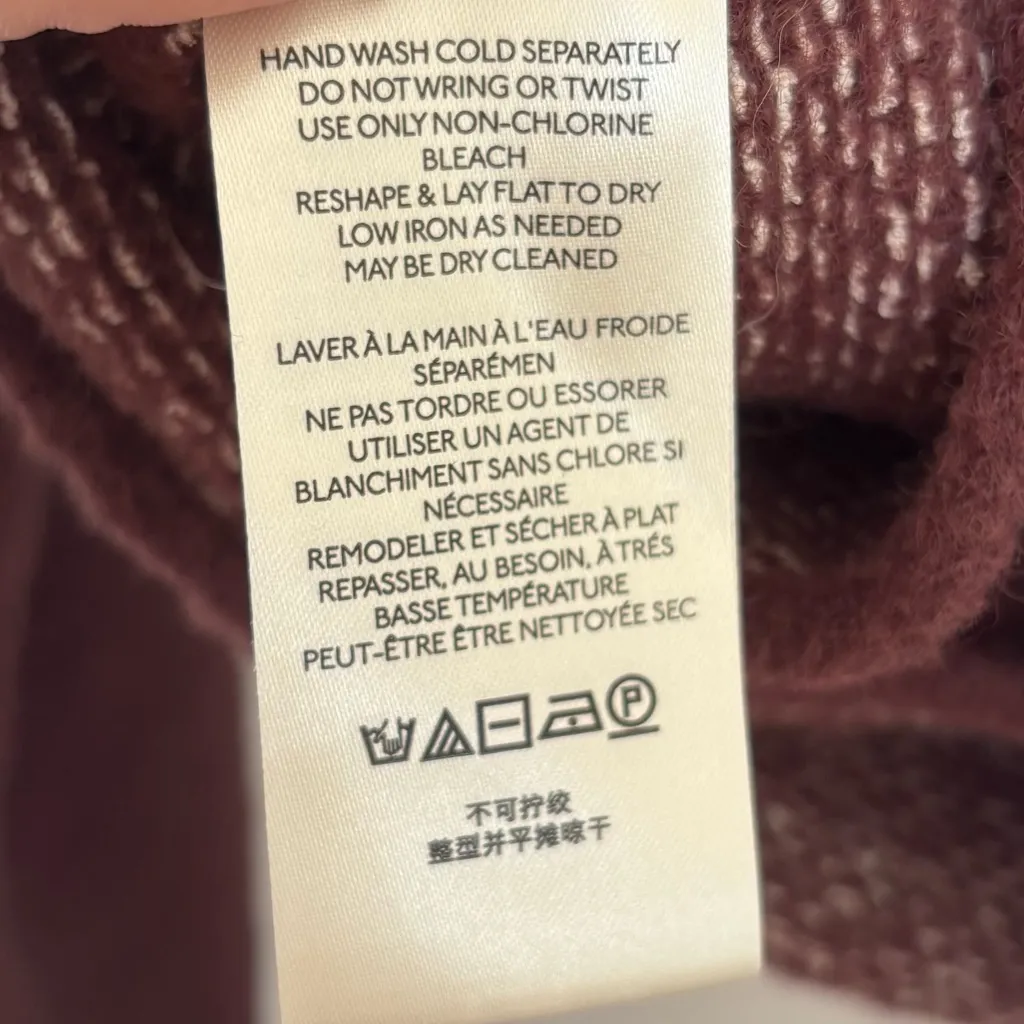 HAND WASH COLD SEPARATELY
DO NOT WRING OR TWIST
USE ONLY NON-CHLORINE
BLEACH
RESHAPE & LAY FLAT TO DRY
LOW IRON AS NEEDED
MAY BE DRY CLEANED
LAVER À LA MAIN À L'EAU FROIDE
SÉPARÉMEN
NE PAS TORDRE OU ESSORER
UTILISER UN AGENT DE
BLANCHIMENT SANS CHLORE SI
NÉCESSAIRE
REMODELER ET SÉCHER À PLAT
REPASSER, AU BESOIN, À TRÉS
BASSE TEMPÉRATURE
PEUT-ÊTRE ÊTRE NETTOYÉE SEC
P
不可拧绞
整型并平摊晾干